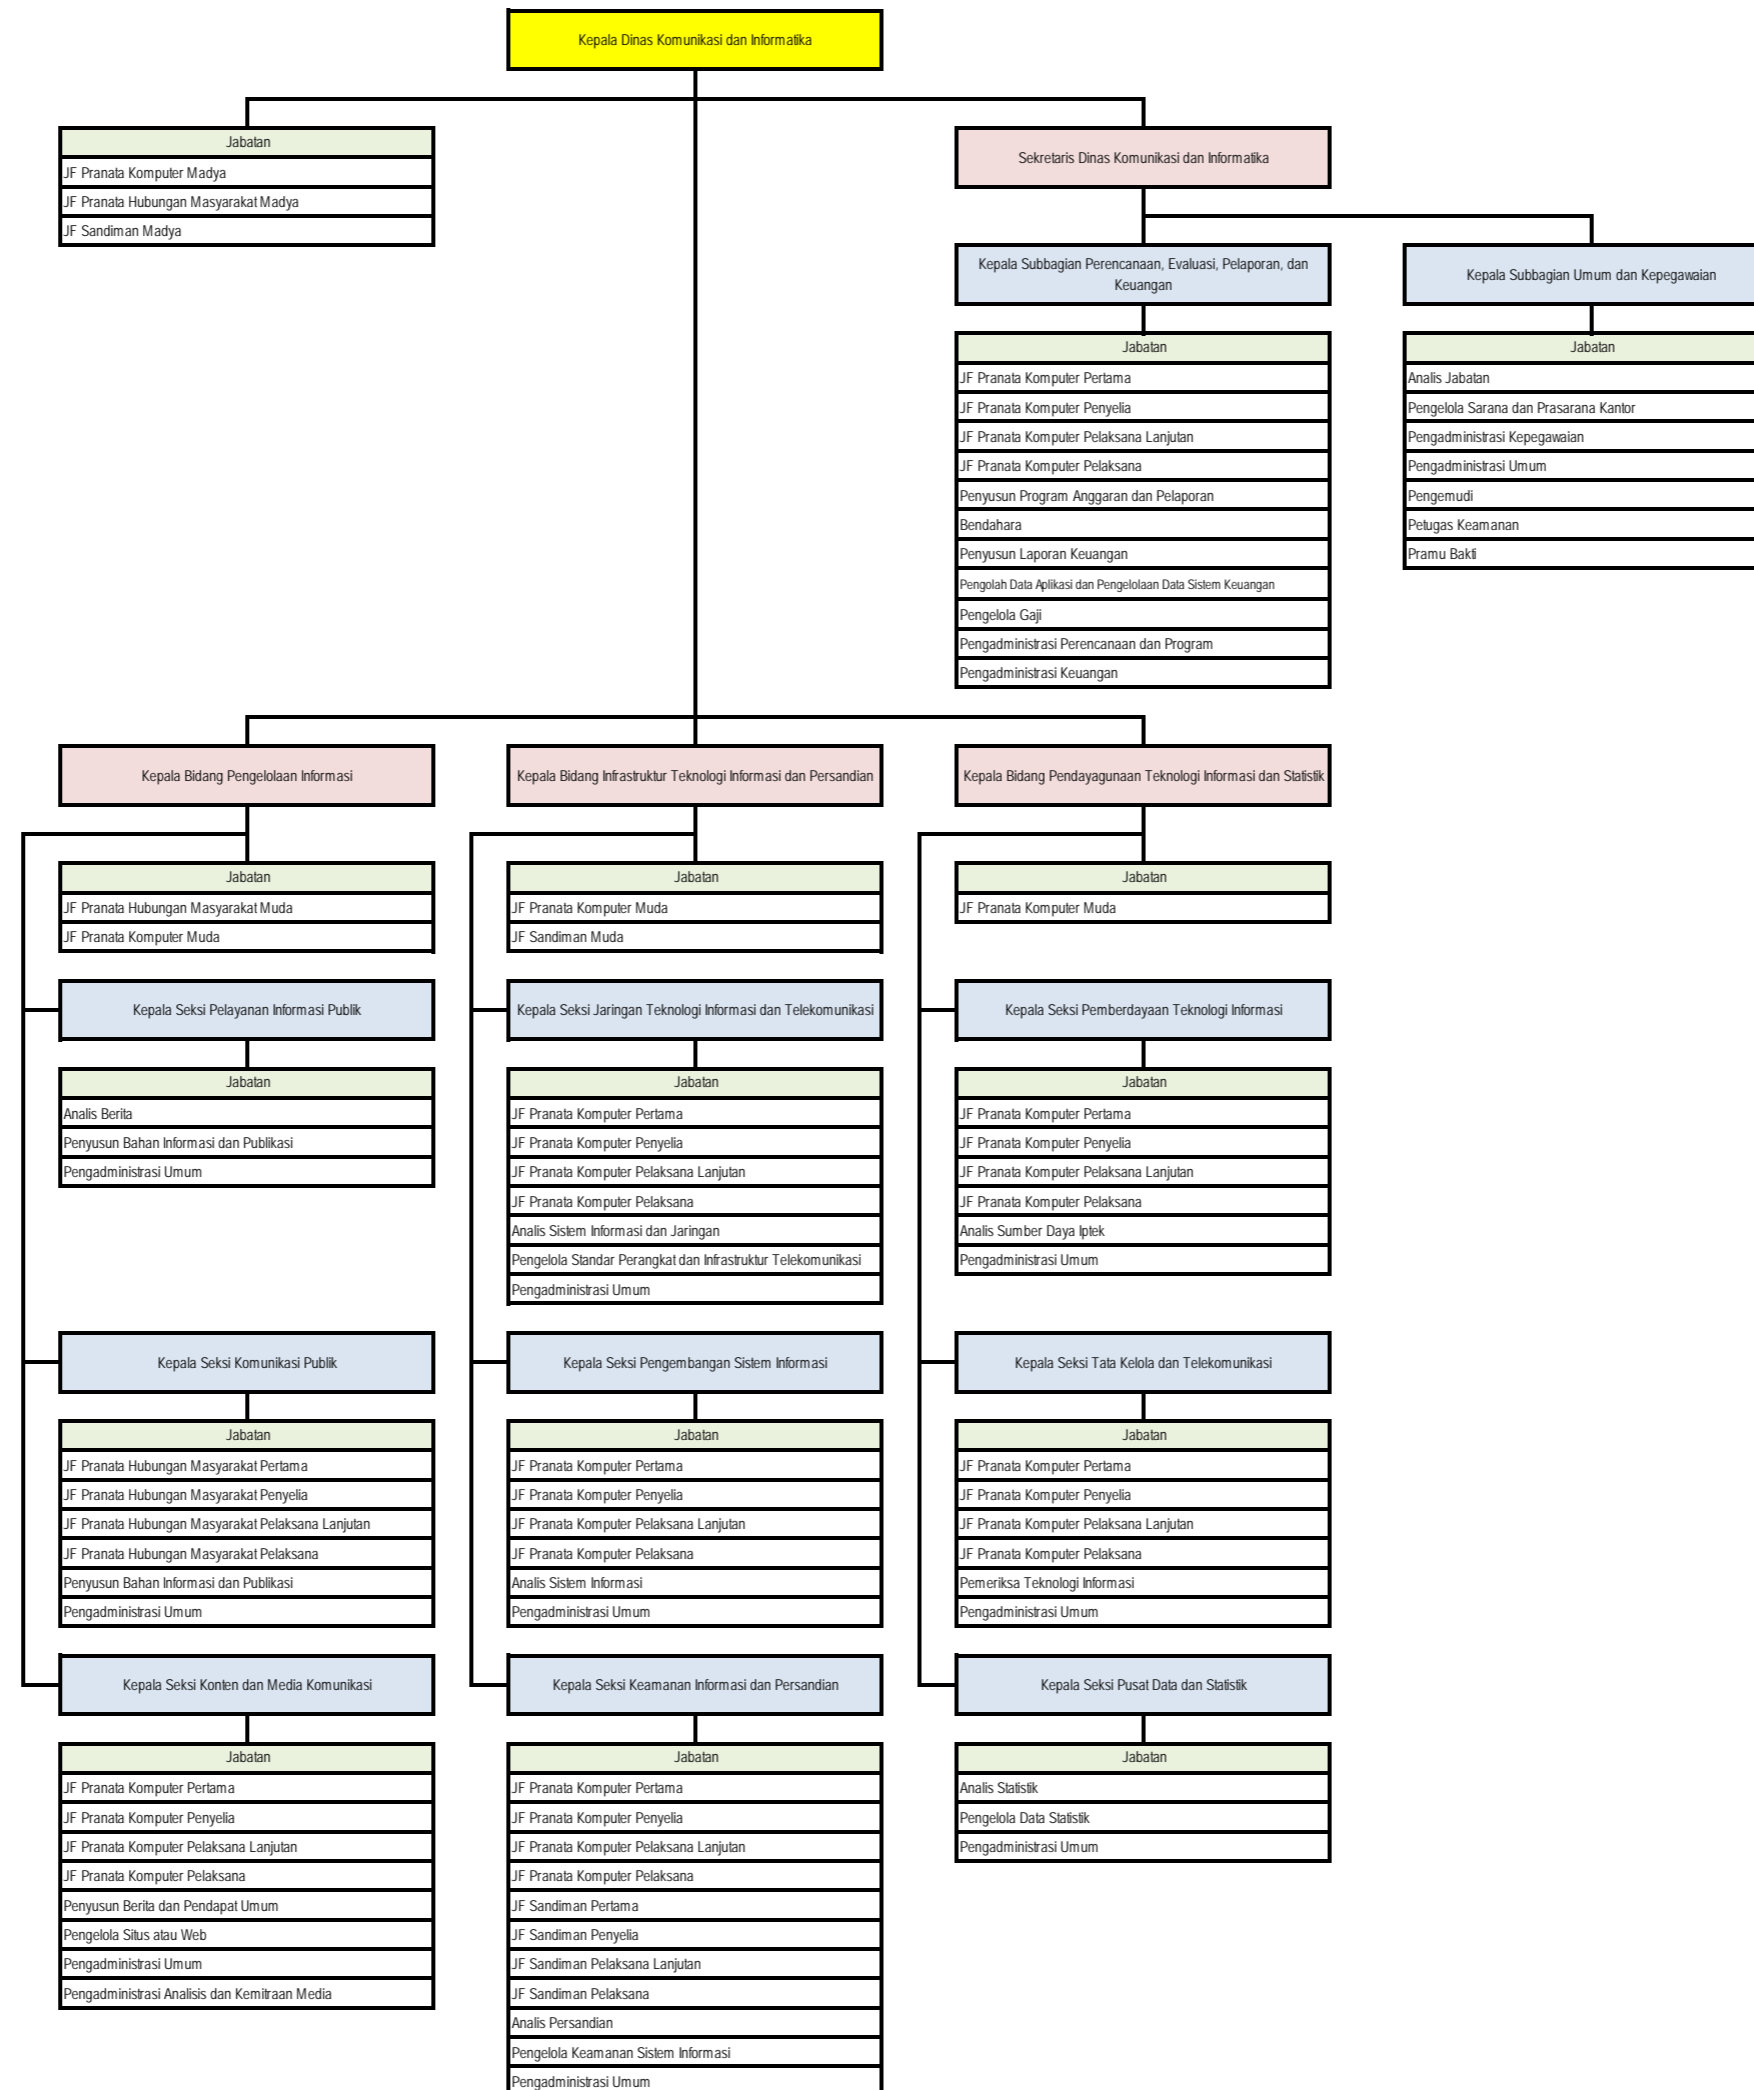 Kepala Dinas Komunikasi dan Informatika
Jabatan
JF Pranata Komputer Madya
JF Pranata Hubungan Masyarakat Madya
JF Sandiman Madya
Sekretaris Dinas Komunikasi dan Informatika
Kepala Subbagian Perencanaan, Evaluasi, Pelaporan, dan
Keuangan
Jabatan
JF Pranata Komputer Pertama
JF Pranata Komputer Penyelia
JF Pranata Komputer Pelaksana Lanjutan
JF Pranata Komputer Pelaksana
Penyusun Program Anggaran dan Pelaporan
Bendahara
Penyusun Laporan Keuangan
Pengolah Data Aplikasi dan Pengelolaan Data Sistem Keuangan
Pengelola Gaji
Pengadministrasi Perencanaan dan Program
Pengadministrasi Keuangan
Kepala Subbagian Umum dan Kepegawaian
Jabatan
Analis Jabatan
Pengelola Sarana dan Prasarana Kantor
Pengadministrasi Kepegawaian
Pengadministrasi Umum
Pengemudi
Petugas Keamanan
Pramu Bakti
Kepala Bidang Pengelolaan Informasi
Jabatan
JF Pranata Hubungan Masyarakat Muda
JF Pranata Komputer Muda
Kepala Seksi Pelayanan Informasi Publik
Jabatan
Analis Berita
Penyusun Bahan Informasi dan Publikasi
Pengadministrasi Umum
Kepala Seksi Komunikasi Publik
Jabatan
JF Pranata Hubungan Masyarakat Pertama
JF Pranata Hubungan Masyarakat Penyelia
JF Pranata Hubungan Masyarakat Pelaksana Lanjutan
JF Pranata Hubungan Masyarakat Pelaksana
Penyusun Bahan Informasi dan Publikasi
Pengadministrasi Umum
Kepala Seksi Konten dan Media Komunikasi
Jabatan
JF Pranata Komputer Pertama
JF Pranata Komputer Penyelia
JF Pranata Komputer Pelaksana Lanjutan
JF Pranata Komputer Pelaksana
Penyusun Berita dan Pendapat Umum
Pengelola Situs atau Web
Pengadministrasi Umum
Pengadministrasi Analisis dan Kemitraan Media
Kepala Bidang Infrastruktur Teknologi Informasi dan Persandian
Jabatan
JF Pranata Komputer Muda
JF Sandiman Muda
Kepala Seksi Jaringan Teknologi Informasi dan Telekomunikasi
Jabatan
JF Pranata Komputer Pertama
JF Pranata Komputer Penyelia
JF Pranata Komputer Pelaksana Lanjutan
JF Pranata Komputer Pelaksana
Analis Sistem Informasi dan Jaringan
Pengelola Standar Perangkat dan Infrastruktur Telekomunikasi
Pengadministrasi Umum
Kepala Seksi Pengembangan Sistem Informasi
Jabatan
JF Pranata Komputer Pertama
JF Pranata Komputer Penyelia
JF Pranata Komputer Pelaksana Lanjutan
JF Pranata Komputer Pelaksana
Analis Sistem Informasi
Pengadministrasi Umum
Kepala Seksi Keamanan Informasi dan Persandian
Jabatan
JF Pranata Komputer Pertama
JF Pranata Komputer Penyelia
JF Pranata Komputer Pelaksana Lanjutan
JF Pranata Komputer Pelaksana
JF Sandiman Pertama
JF Sandiman Penyelia
JF Sandiman Pelaksana Lanjutan
JF Sandiman Pelaksana
Analis Persandian
Pengelola Keamanan Sistem Informasi
Pengadministrasi Umum
Kepala Bidang Pendayagunaan Teknologi Informasi dan Statistik
Jabatan
JF Pranata Komputer Muda
Kepala Seksi Pemberdayaan Teknologi Informasi
Jabatan
JF Pranata Komputer Pertama
JF Pranata Komputer Penyelia
JF Pranata Komputer Pelaksana Lanjutan
JF Pranata Komputer Pelaksana
Analis Sumber Daya Iptek
Pengadministrasi Umum
Kepala Seksi Tata Kelola dan Telekomunikasi
Jabatan
JF Pranata Komputer Pertama
JF Pranata Komputer Penyelia
JF Pranata Komputer Pelaksana Lanjutan
JF Pranata Komputer Pelaksana
Pemeriksa Teknologi Informasi
Pengadministrasi Umum
Kepala Seksi Pusat Data dan Statistik
Jabatan
Analis Statistik
Pengelola Data Statistik
Pengadministrasi Umum